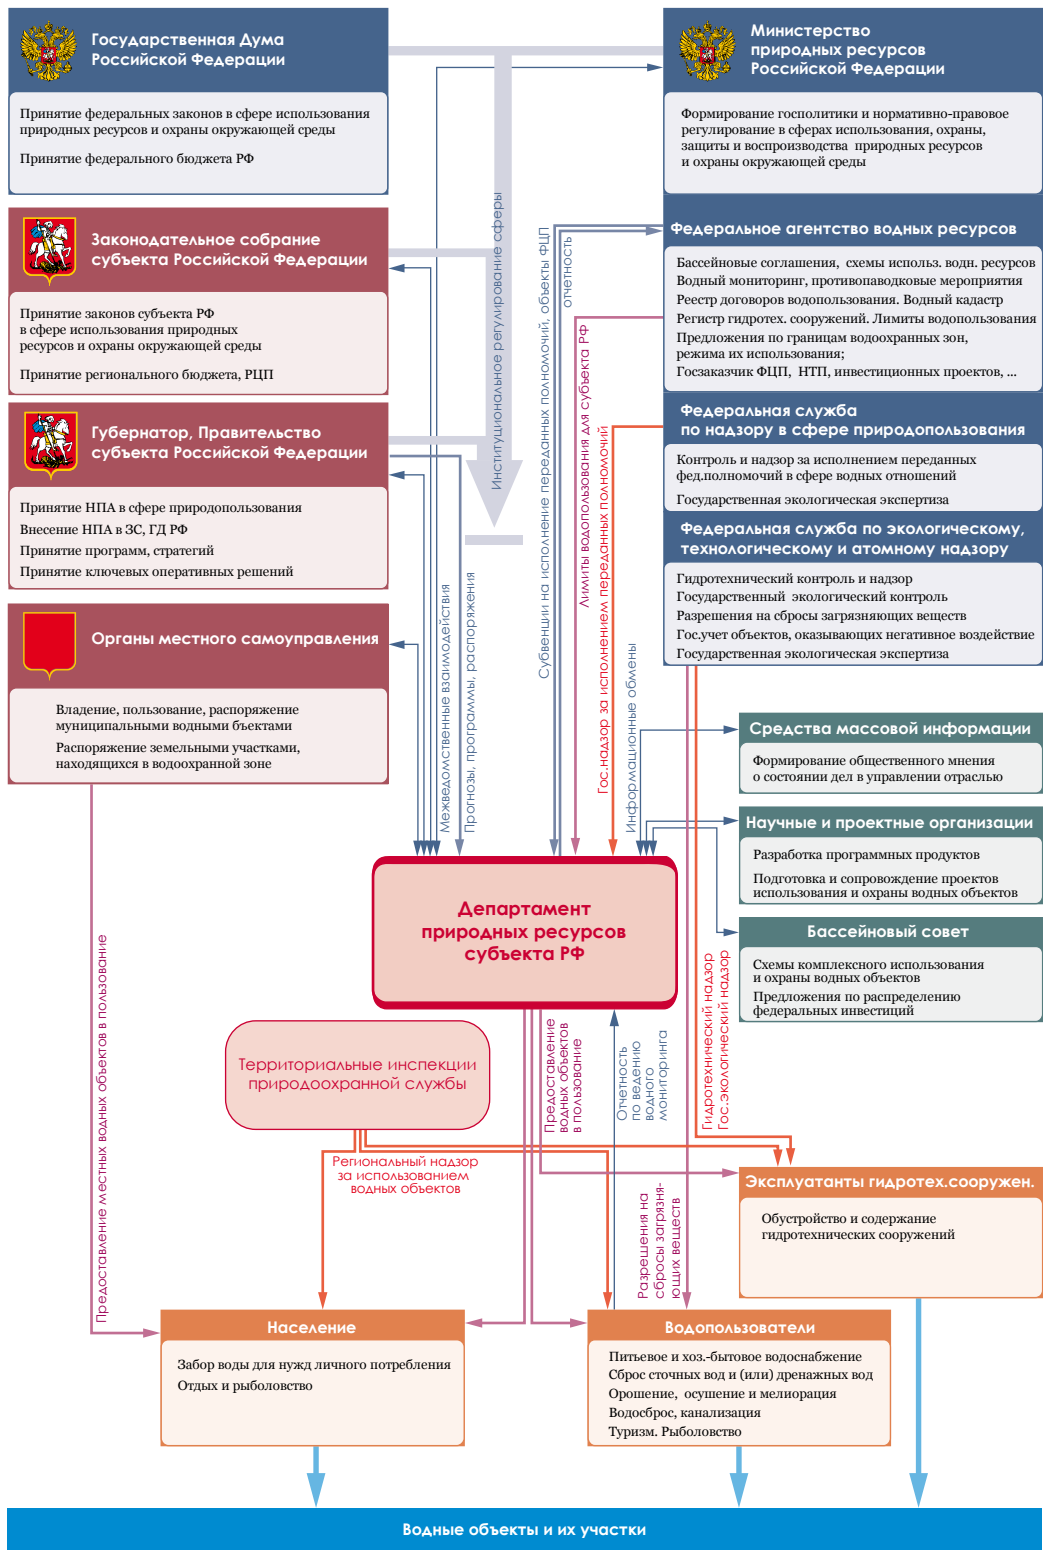 Государственная Дума
Российской Федерации
Принятие федеральных законов в сфере использования
природных ресурсов и охраны окружающей среды
Принятие федерального бюджета РФ
Министерство
природных ресурсов
Российской Федерации
Формирование госполитики и нормативно-правовое
регулирование в сферах использования, охраны,
защиты и воспроизводства природных ресурсов
и охраны окружающей среды
Законодательное собрание
субъекта Российской Федерации
Принятие законов субъекта РФ
в сфере использования природных
ресурсов и охраны окружающей среды
Принятие регионального бюджета, РЦП
Федеральное агентство водных ресурсов
Бассейновые соглашения, схемы использ. водн. ресурсов
Водный мониторинг, противопаводковые мероприятия
Реестр договоров водопользования. Водный кадастр
Регистр гидротех. сооружений. Лимиты водопользования
Предложения по границам водоохранных зон,
режима их использования;
Госзаказчик ФЦП, НТП, инвестиционных проектов, ...
Губернатор, Правительство
субъекта Российской Федерации
Принятие НПА в сфере природопользования
Внесение НПА в ЗС, ГД РФ
Принятие программ, стратегий
Принятие ключевых оперативных решений
Федеральная служба
по надзору в сфере природопользования
Контроль и надзор за исполнением переданных
фед.полномочий в сфере водных отношений
Государственная экологическая экспертиза
Федеральная служба по экологическому,
технологическому и атомному надзору
Гидротехнический контроль и надзор
Государственный экологический контроль
Разрешения на сбросы загрязняющих веществ
Гос.учет объектов, оказывающих негативное воздействие
Государственная экологическая экспертиза
Органы местного самоуправления
Владение, пользование, распоряжение
муниципальными водными бъектами
Распоряжение земельными участками,
находящихся в водоохранной зоне
Институциональное регулирование сферы
Межведомственные взаимодействия
Прогнозы, программы, распоряжения
Субвенции на исполнение переданных полномочий, объекты ФЦП
отчетность
Лимиты водопользования для субъекта РФ
Гос.надзор за исполнением переданных полномочий
Информационные обмены
Средства массовой информации
Формирование общественного мнения
о состоянии дел в управлении отраслью
Научные и проектные организации
Разработка программных продуктов
Подготовка и сопровождение проектов
использования и охраны водных объектов
Бассейновый совет
Схемы комплексного использования
и охраны водных объектов
Предложения по распределению
федеральных инвестиций
Департамент
природных ресурсов
субъекта РФ
Территориальные инспекции
природоохранной службы
Предоставление местных водных объектов в пользование
Предоставление
водных объектов
в пользование
Отчетность
по ведению
водного
мониторинга
Гидротехнический надзор
Гос.экологический надзор
Региональный надзор
за использованием
водных объектов
Разрешения на
сбросы загрязня-
ющих веществ
Эксплуатанты гидротех.сооружен.
Обустройство и содержание
гидротехнических сооружений
Население
Забор воды для нужд личного потребления
Отдых и рыболовство
Водопользователи
Питьевое и хоз.-бытовое водоснабжение
Сброс сточных вод и (или) дренажных вод
Орошение, осушение и мелиорация
Водосброс, канализация
Туризм. Рыболовство
Водные объекты и их участки